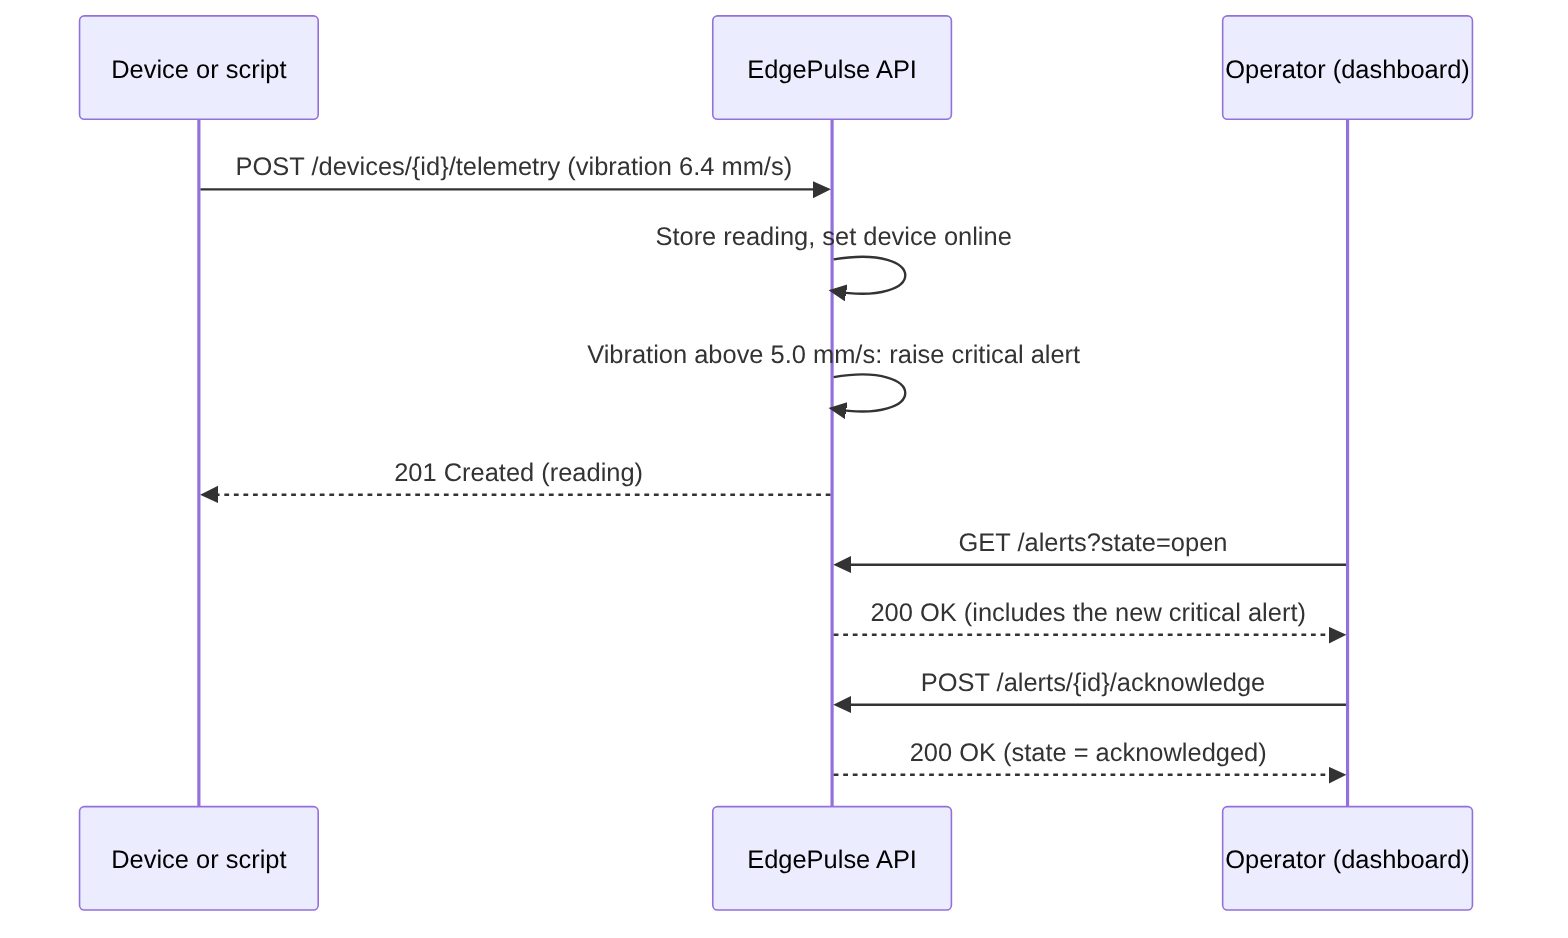 Device or script
EdgePulse API
Operator (dashboard)
POST /devices/{id}/telemetry (vibration 6.4 mm/s)
Store reading, set device online
Vibration above 5.0 mm/s: raise critical alert
201 Created (reading)
GET /alerts?state=open
200 OK (includes the new critical alert)
POST /alerts/{id}/acknowledge
200 OK (state = acknowledged)
Device or script
EdgePulse API
Operator (dashboard)